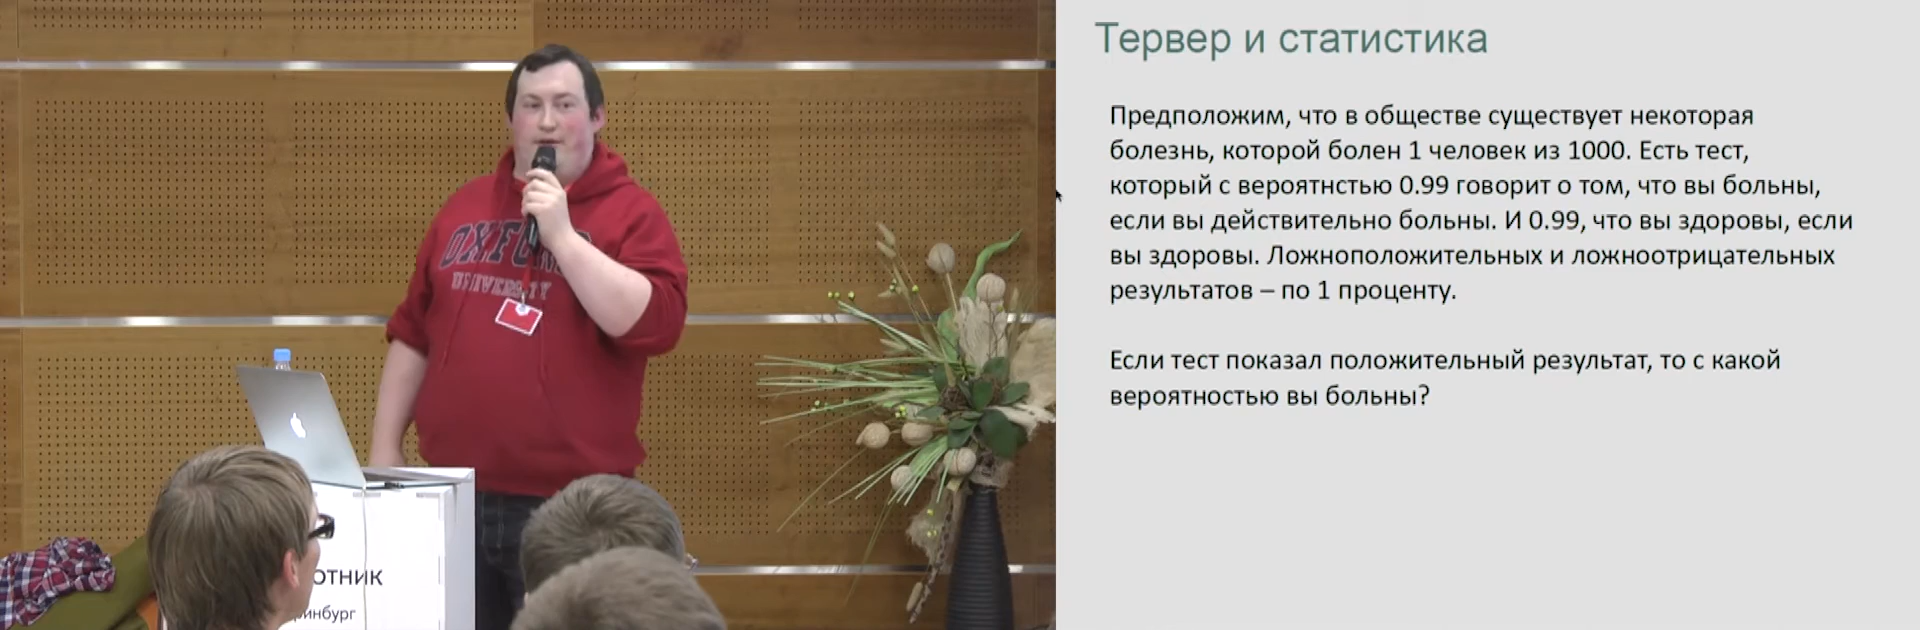 Тервер и статистика
Предположим, что в обществе существует некоторая
болезнь, которой болен 1 человек из 1000. Есть тест,
который с вероятнстью 0.99 говорит о том, что вы больны,
если вы действительно больны. И 0.99, что вы здоровы, если
вы здоровы. Ложноположительных и ложноотрицательных
результатов – по 1 проценту.
Если тест показал положительный результат, то с какой
вероятностью вы больны?
OXFORD
UNIVERSITY
ОТНИК
ринбург